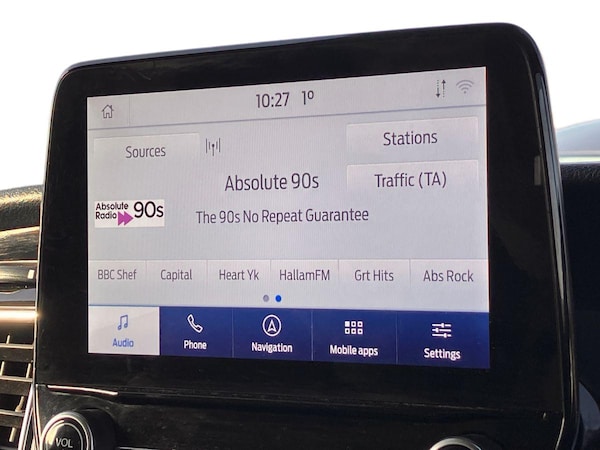 10:27 1º
Sources
Stations
Absolute 90s
Traffic (TA)
Absolute
Radio 90s
The 90s No Repeat Guarantee
BBC Shef Capital Heart Yk HallamFM Grt Hits Abs Rock
Audio Phone Navigation Mobile apps Settings
VOL